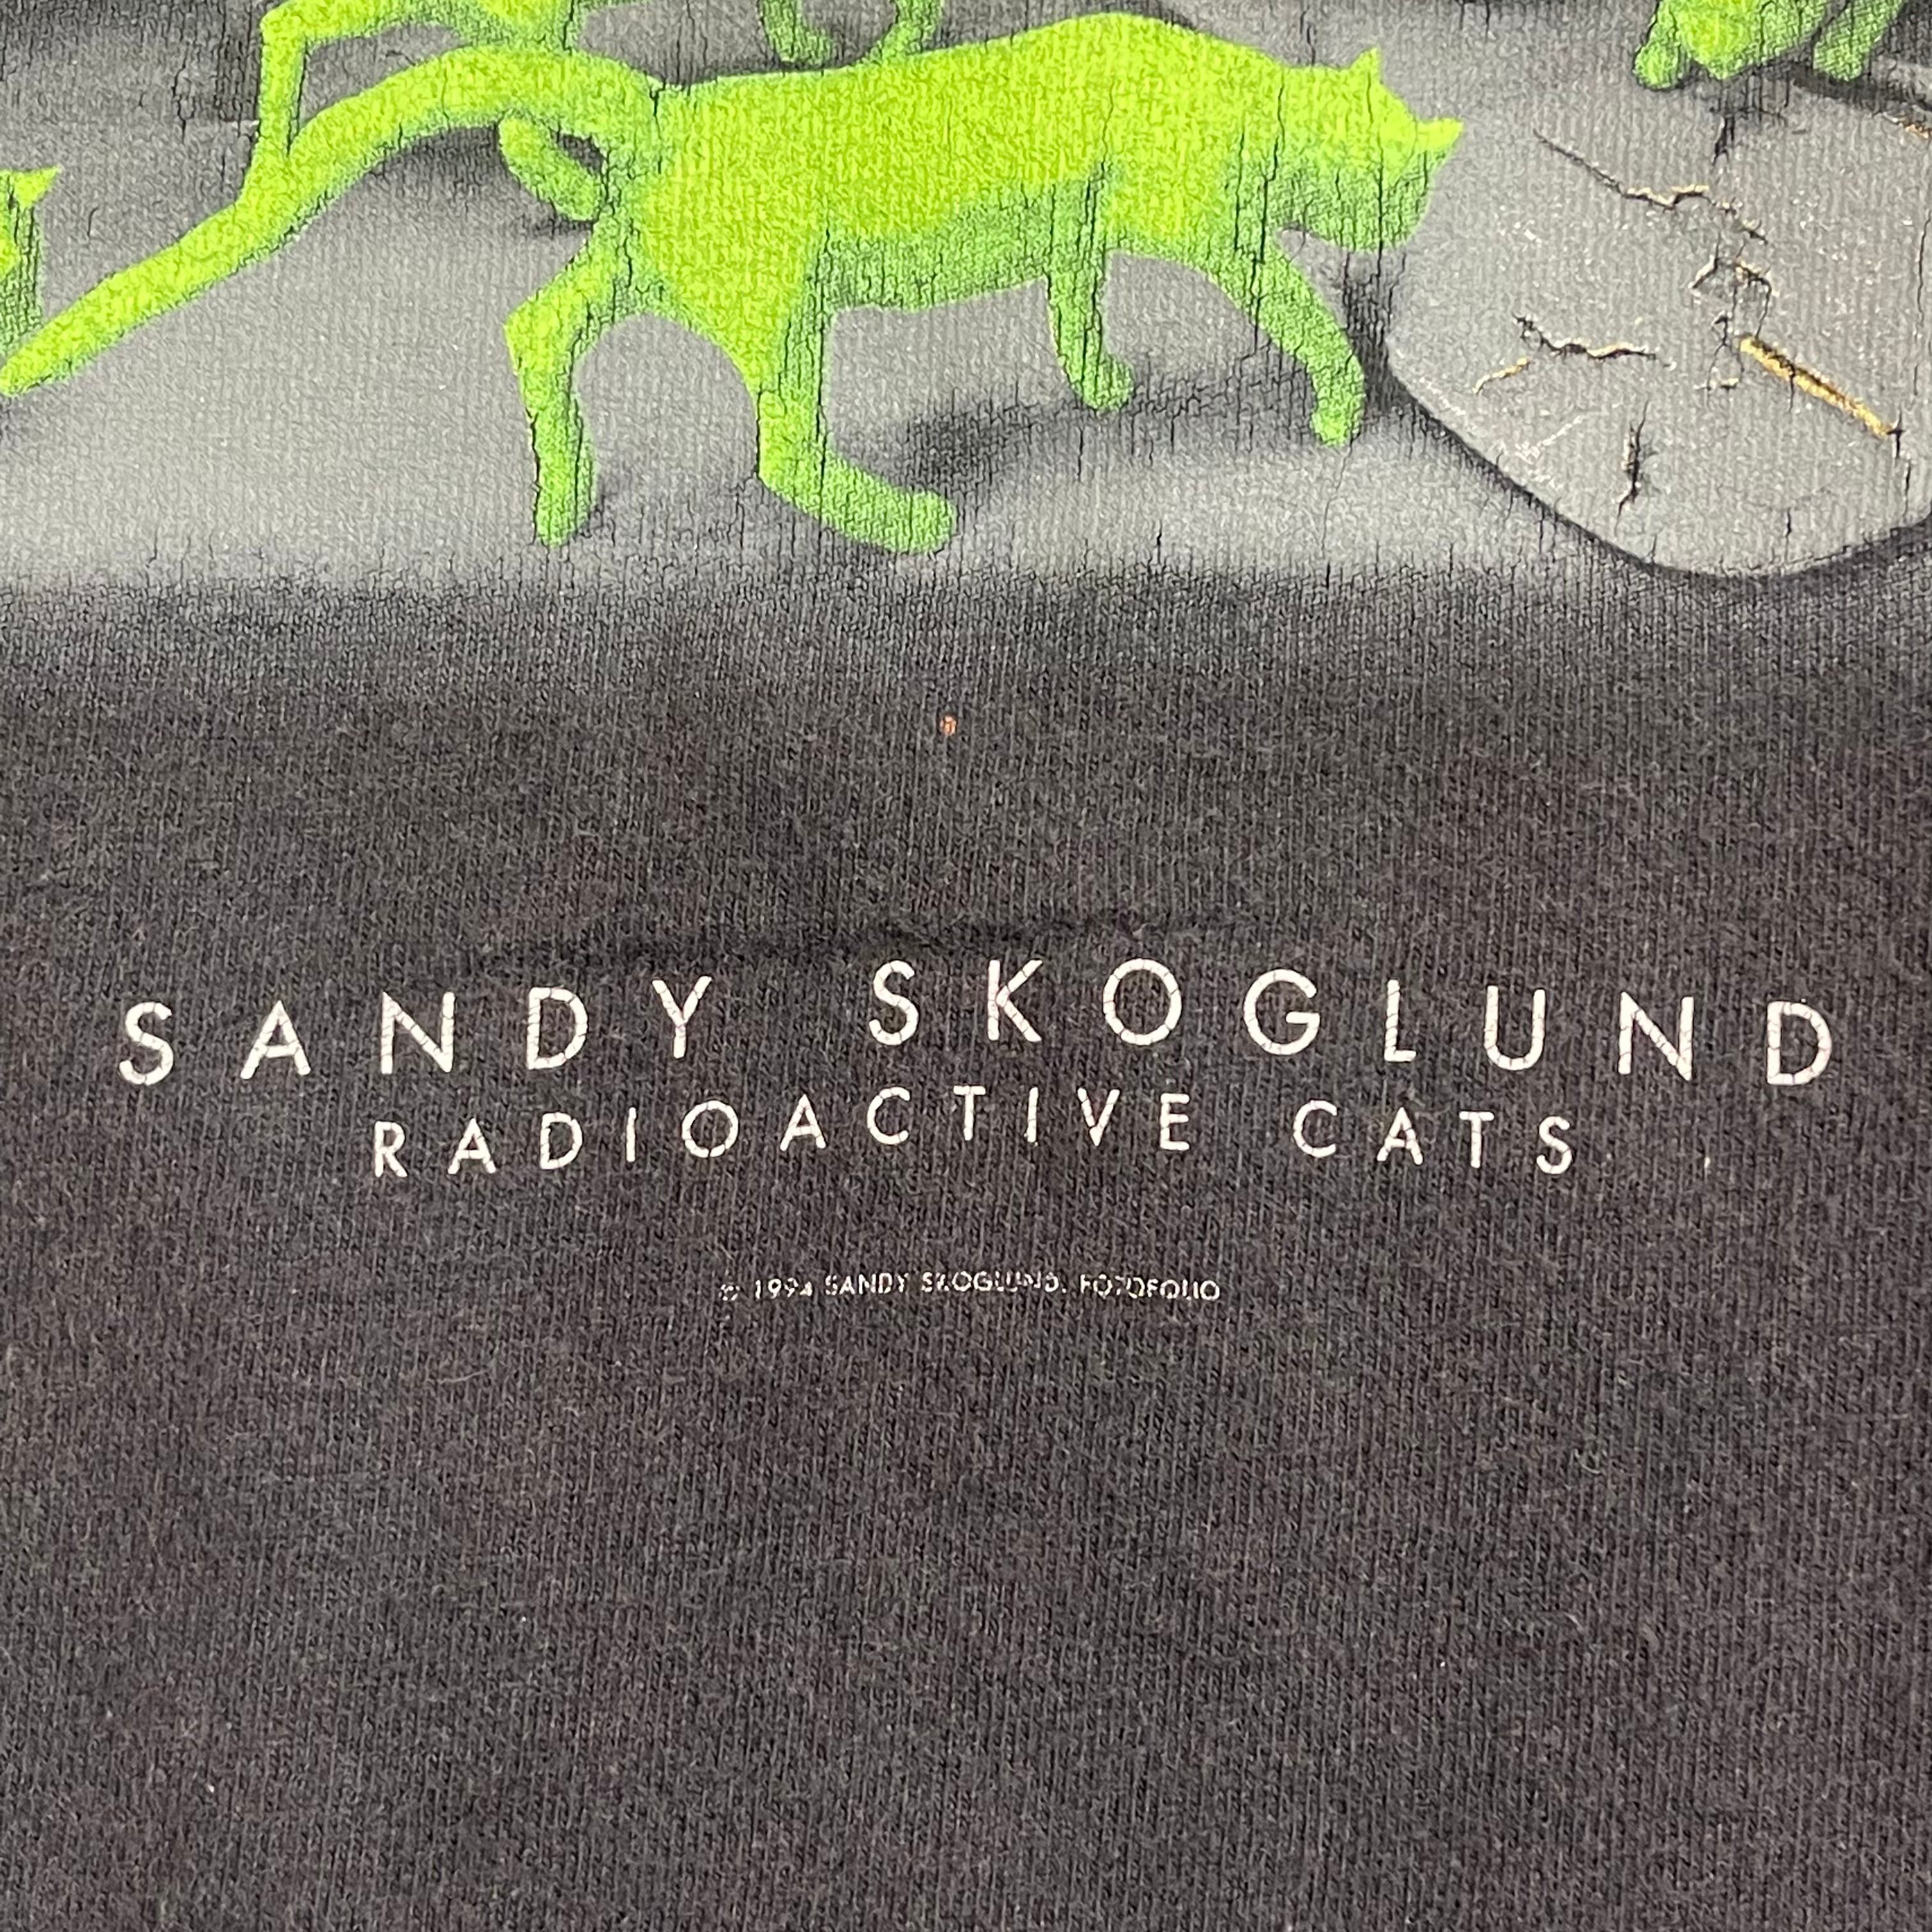 SANDY SKOGLUND
RADIOACTIVE CATS
© 1994 SANDY SKOGLUND, FOTOFOLIO